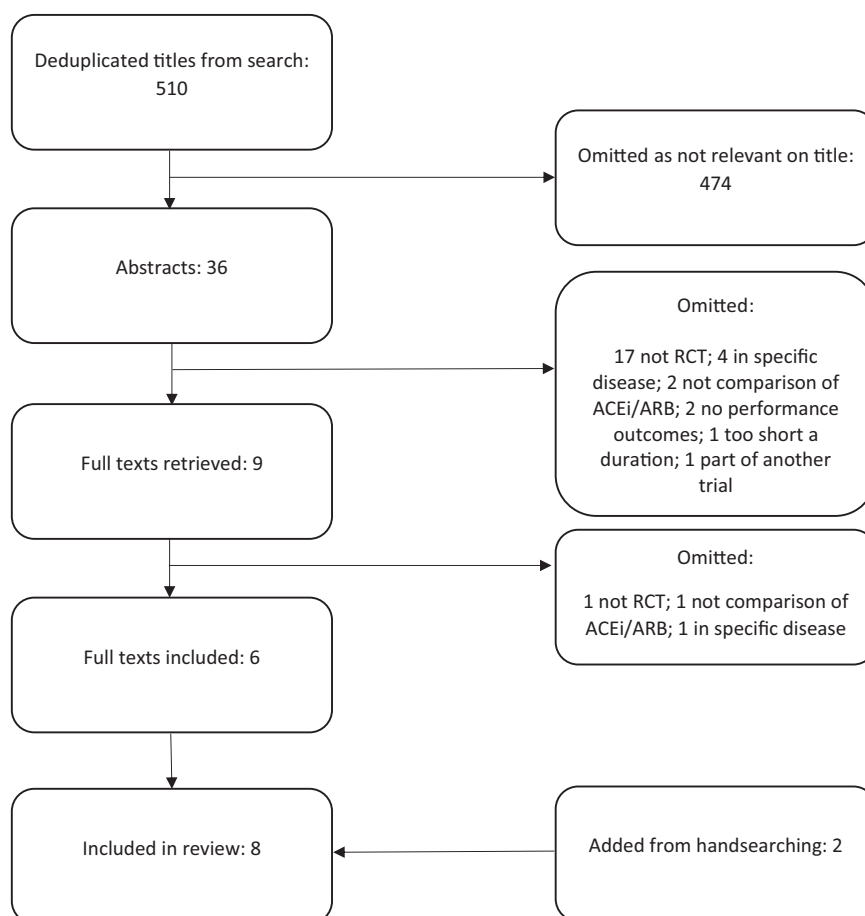 Deduplicated titles from search:
510
Omitted as not relevant on title:
474
Abstracts: 36
Omitted:
17 not RCT; 4 in specific
disease; 2 not comparison of
ACEi/ARB; 2 no performance
outcomes; 1 too short a
duration; 1 part of another
trial
Full texts retrieved: 9
Omitted:
1 not RCT; 1 not comparison of
ACEi/ARB; 1 in specific disease
Full texts included: 6
Included in review: 8
Added from handsearching: 2